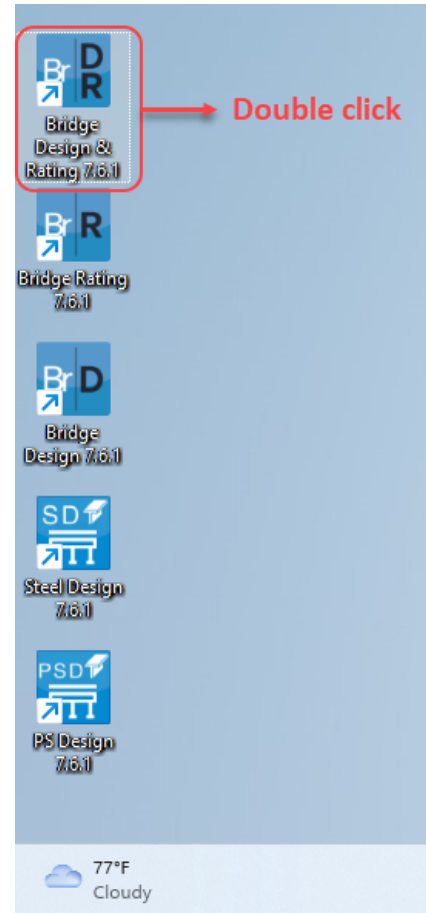 Br D
R
Bridge
Design &
Rating 7.6.1
Double click
Br R
Bridge Rating
7.6.1
Br D
Bridge
Design 7.6.1
SD
Steel Design
7.6.1
PSD
PS Design
7.6.1
77°F
Cloudy